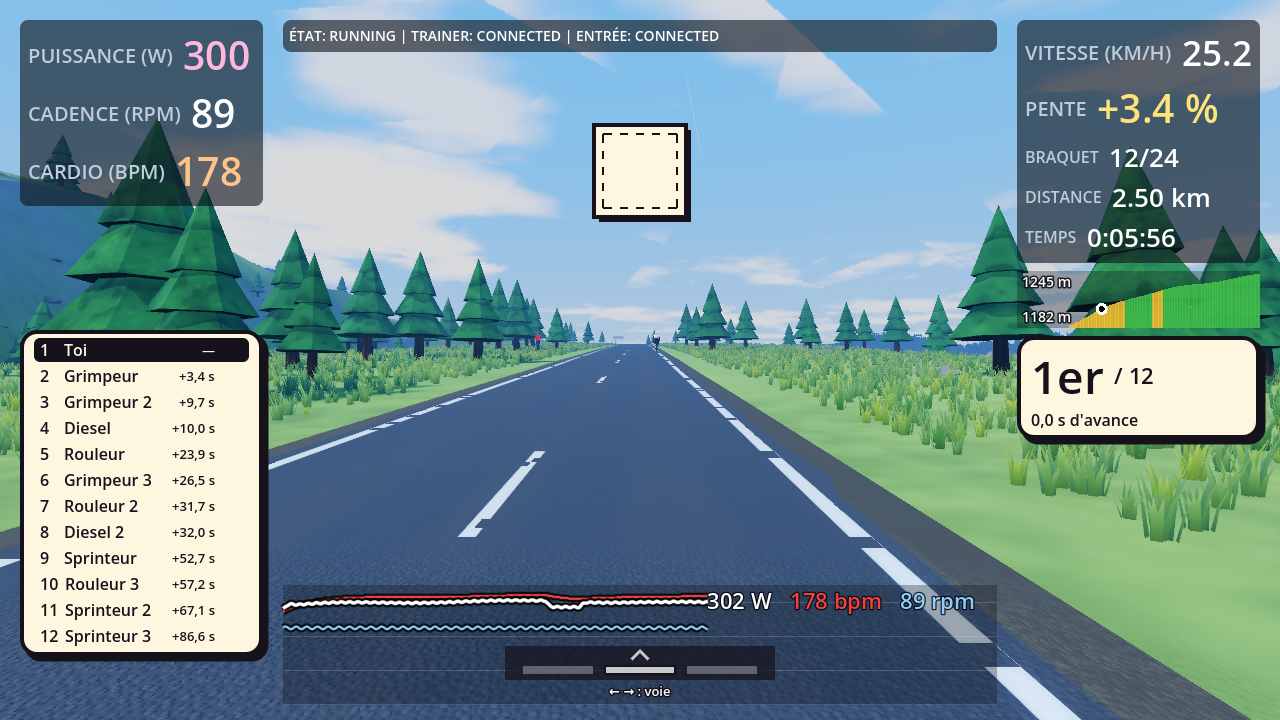 PUISSANCE (W) 300
CADENCE (RPM) 89
CARDIO (BPM) 178
ÉTAT: RUNNING | TRAINER: CONNECTED | ENTRÉE: CONNECTED
VITESSE (KM/H) 25.2
PENTE +3.4 %
BRAQUET 12/24
DISTANCE 2.50 km
TEMPS 0:05:56
1245 m
1182 m
1er / 12
0,0 s d'avance
1 Toi —
2 Grimpeur +3,4 s
3 Grimpeur 2 +9,7 s
4 Diesel +10,0 s
5 Rouleur +23,9 s
6 Grimpeur 3 +26,5 s
7 Rouleur 2 +31,7 s
8 Diesel 2 +32,0 s
9 Sprinteur +52,7 s
10 Rouleur 3 +57,2 s
11 Sprinteur 2 +67,1 s
12 Sprinteur 3 +86,6 s
302 W 178 bpm 89 rpm
← → : voie